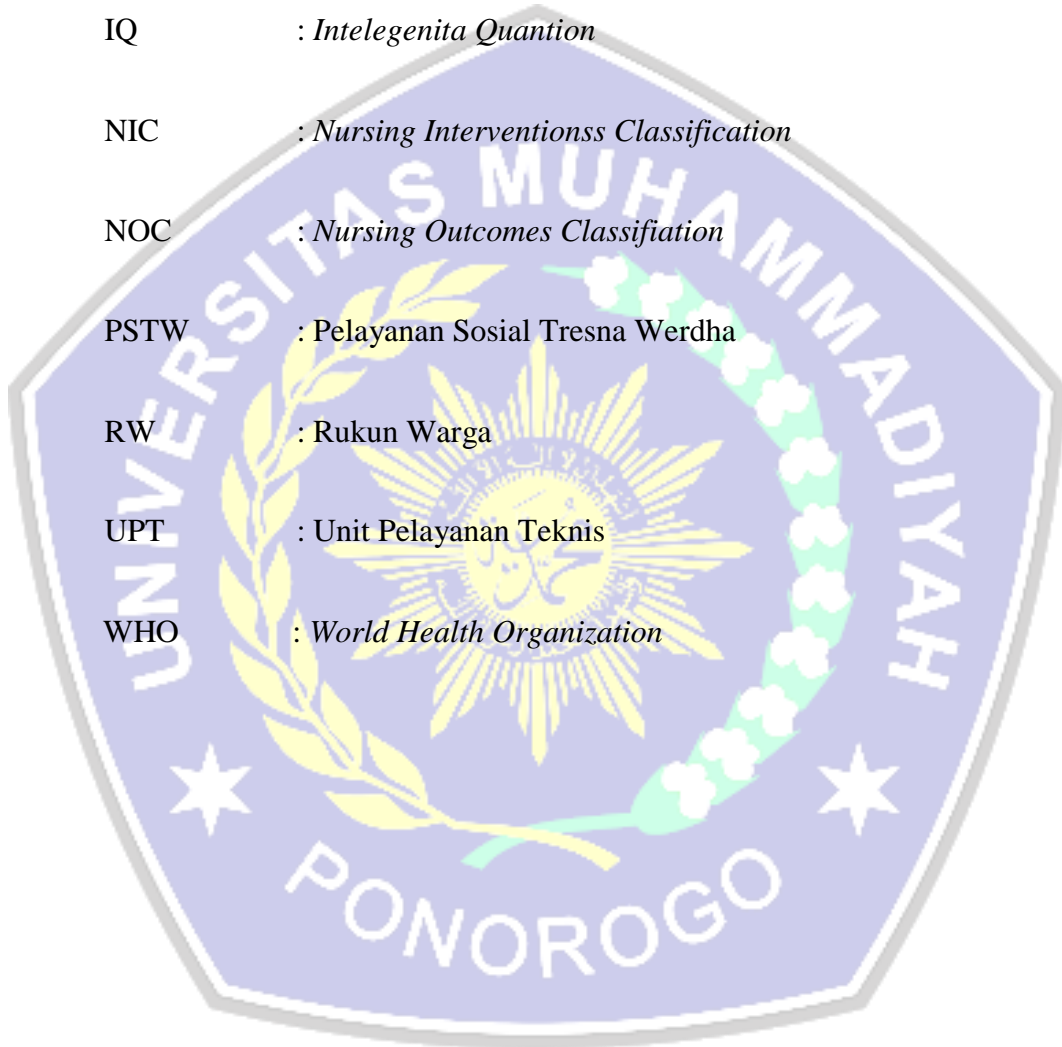 IQ : Intelegenita Quantion
NIC : Nursing Interventionss Classification
NOC : Nursing Outcomes Classifiation
PSTW : Pelayanan Sosial Tresna Werdha
RW : Rukun Warga
UPT : Unit Pelayanan Teknis
WHO : World Health Organization
UNIVERSITAS MUHAMMADIYAH
PONOROGO